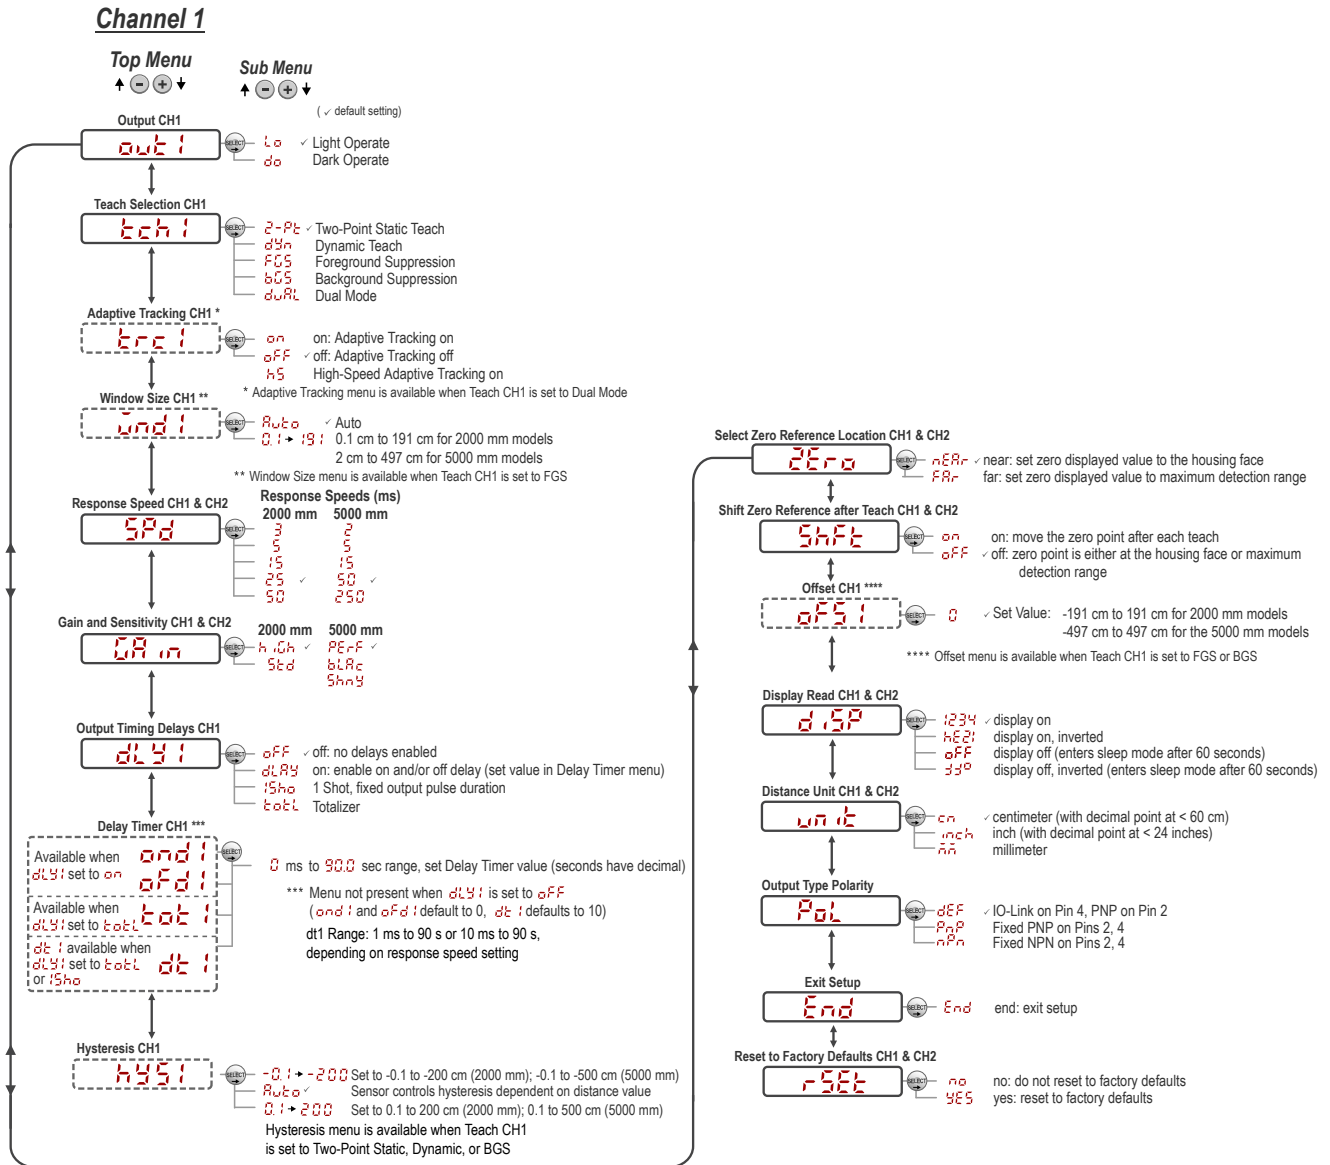 Channel 1
Top Menu
Sub Menu
- +
- +
( ✓ default setting)
Output CH1
out1
SELECT
Lo ✓ Light Operate
do Dark Operate
Teach Selection CH1
tch1
SELECT
2-Pt ✓ Two-Point Static Teach
dYn Dynamic Teach
FGS Foreground Suppression
bGS Background Suppression
duAL Dual Mode
Adaptive Tracking CH1 *
trc1
SELECT
on on: Adaptive Tracking on
oFF ✓ off: Adaptive Tracking off
hS High-Speed Adaptive Tracking on
* Adaptive Tracking menu is available when Teach CH1 is set to Dual Mode
Window Size CH1 **
wnd1
SELECT
Auto ✓ Auto
0.1 → 191 0.1 cm to 191 cm for 2000 mm models
2 cm to 497 cm for 5000 mm models
** Window Size menu is available when Teach CH1 is set to FGS
Response Speed CH1 & CH2
SPd
SELECT
Response Speeds (ms)
2000 mm 5000 mm
3 2
5 5
15 15
25 ✓ 50 ✓
50 250
Gain and Sensitivity CH1 & CH2
GAin
SELECT
2000 mm 5000 mm
hiGh ✓ PErF ✓
Std bLAc
ShnY
Output Timing Delays CH1
dLY1
SELECT
oFF ✓ off: no delays enabled
dLAY on: enable on and/or off delay (set value in Delay Timer menu)
1Sho 1 Shot, fixed output pulse duration
totL Totalizer
Delay Timer CH1 ***
Available when
dLY1 set to on
ond1
oFd1
SELECT
Available when
dLY1 set to totL
tot1
dt1 available when
dLY1 set to totL
or 1Sho
dt1
0 ms to 90.0 sec range, set Delay Timer value (seconds have decimal)
*** Menu not present when dLY1 is set to oFF
(ond1 and oFd1 default to 0, dt1 defaults to 10)
dt1 Range: 1 ms to 90 s or 10 ms to 90 s,
depending on response speed setting
Hysteresis CH1
hYS1
SELECT
-0.1 → -200 Set to -0.1 to -200 cm (2000 mm); -0.1 to -500 cm (5000 mm)
Auto ✓ Sensor controls hysteresis dependent on distance value
0.1 → 200 Set to 0.1 to 200 cm (2000 mm); 0.1 to 500 cm (5000 mm)
Hysteresis menu is available when Teach CH1
is set to Two-Point Static, Dynamic, or BGS
Select Zero Reference Location CH1 & CH2
ZEro
SELECT
nEAr ✓ near: set zero displayed value to the housing face
FAr far: set zero displayed value to maximum detection range
Shift Zero Reference after Teach CH1 & CH2
ShFt
SELECT
on on: move the zero point after each teach
oFF ✓ off: zero point is either at the housing face or maximum
detection range
Offset CH1 ****
oFS1
SELECT
0 ✓ Set Value: -191 cm to 191 cm for 2000 mm models
-497 cm to 497 cm for the 5000 mm models
**** Offset menu is available when Teach CH1 is set to FGS or BGS
Display Read CH1 & CH2
diSP
SELECT
1234 ✓ display on
display on, inverted
oFF display off (enters sleep mode after 60 seconds)
display off, inverted (enters sleep mode after 60 seconds)
Distance Unit CH1 & CH2
unit
SELECT
cn ✓ centimeter (with decimal point at < 60 cm)
inch inch (with decimal point at < 24 inches)
millimeter
Output Type Polarity
PoL
SELECT
dEF ✓ IO-Link on Pin 4, PNP on Pin 2
PnP Fixed PNP on Pins 2, 4
nPn Fixed NPN on Pins 2, 4
Exit Setup
End
SELECT
End end: exit setup
Reset to Factory Defaults CH1 & CH2
rSEt
SELECT
no no: do not reset to factory defaults
YES yes: reset to factory defaults